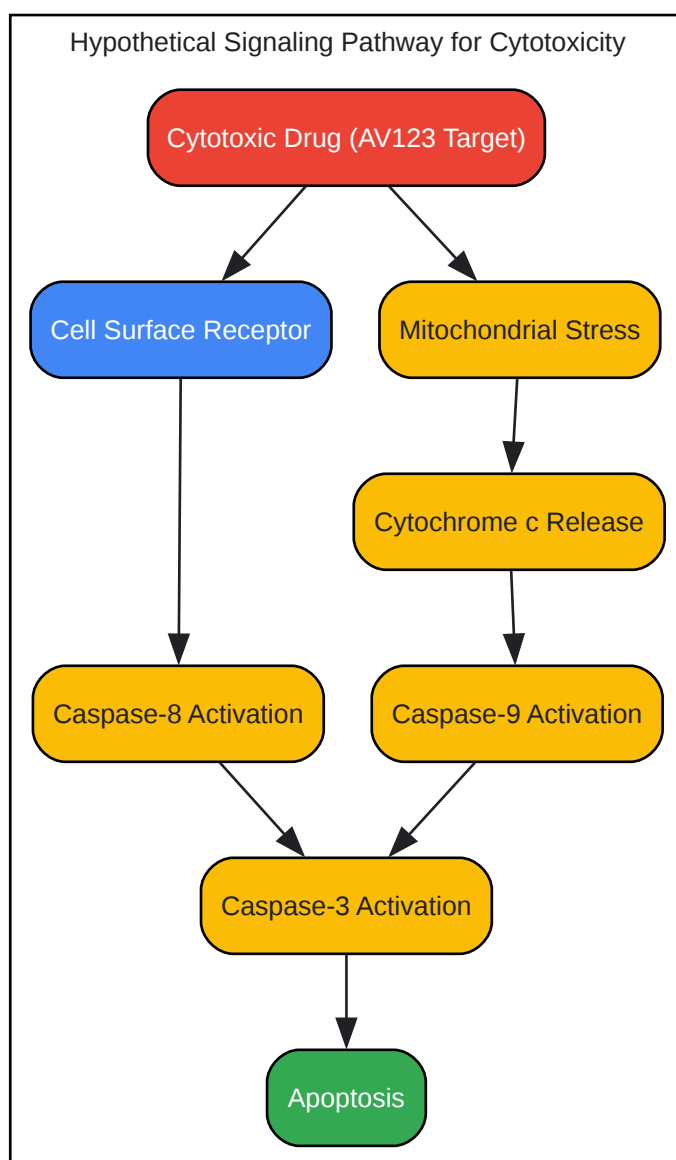 Hypothetical Signaling Pathway for Cytotoxicity
Cytotoxic Drug (AV123 Target)
Cell Surface Receptor
Mitochondrial Stress
Cytochrome c Release
Caspase-8 Activation
Caspase-9 Activation
Caspase-3 Activation
Apoptosis